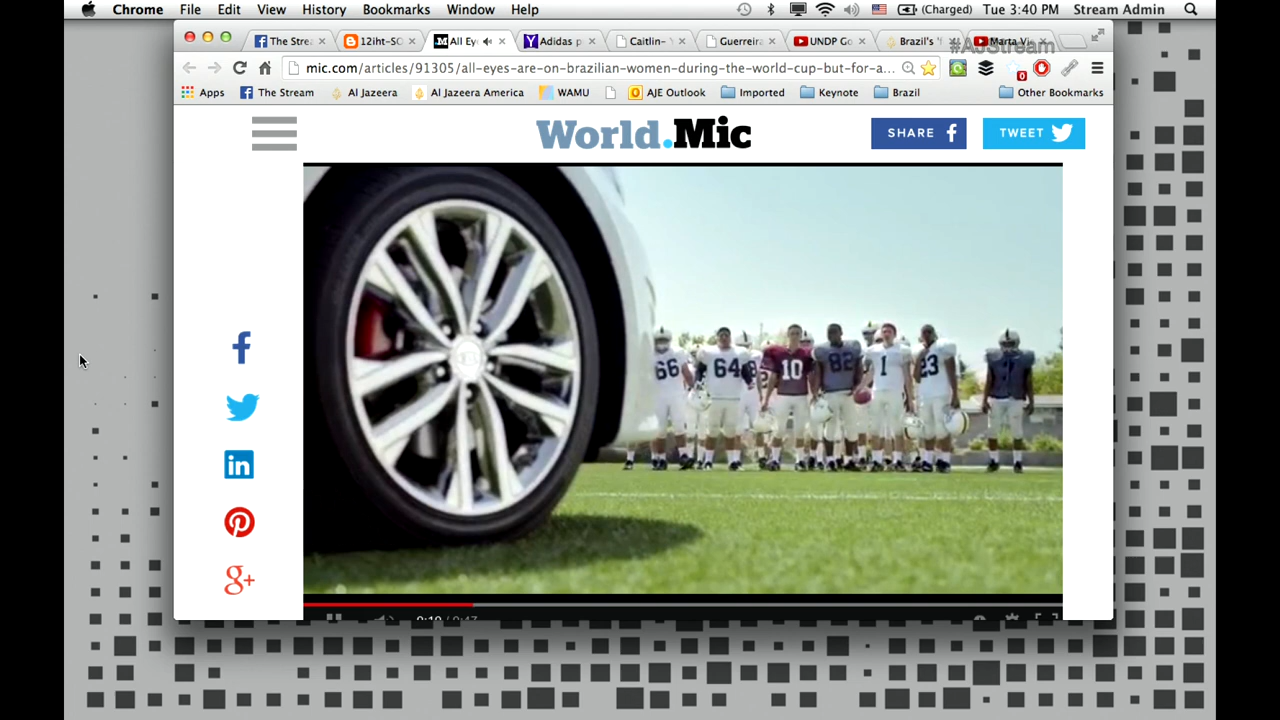 Chrome File Edit View History Bookmarks Window Help (Charged) Tue 3:40 PM Stream Admin
The Stre 12iht-SO All Ey Adidas p Caitlin- Guerreira UNDP Go Brazil's Marta Vi
#AJStream
mic.com/articles/91305/all-eyes-are-on-brazilian-women-during-the-world-cup-but-for-a...
0
Apps The Stream Al Jazeera Al Jazeera America WAMU AJE Outlook Imported Keynote Brazil Other Bookmarks
World.Mic
SHARE
TWEET
66 64 10 82 1 23